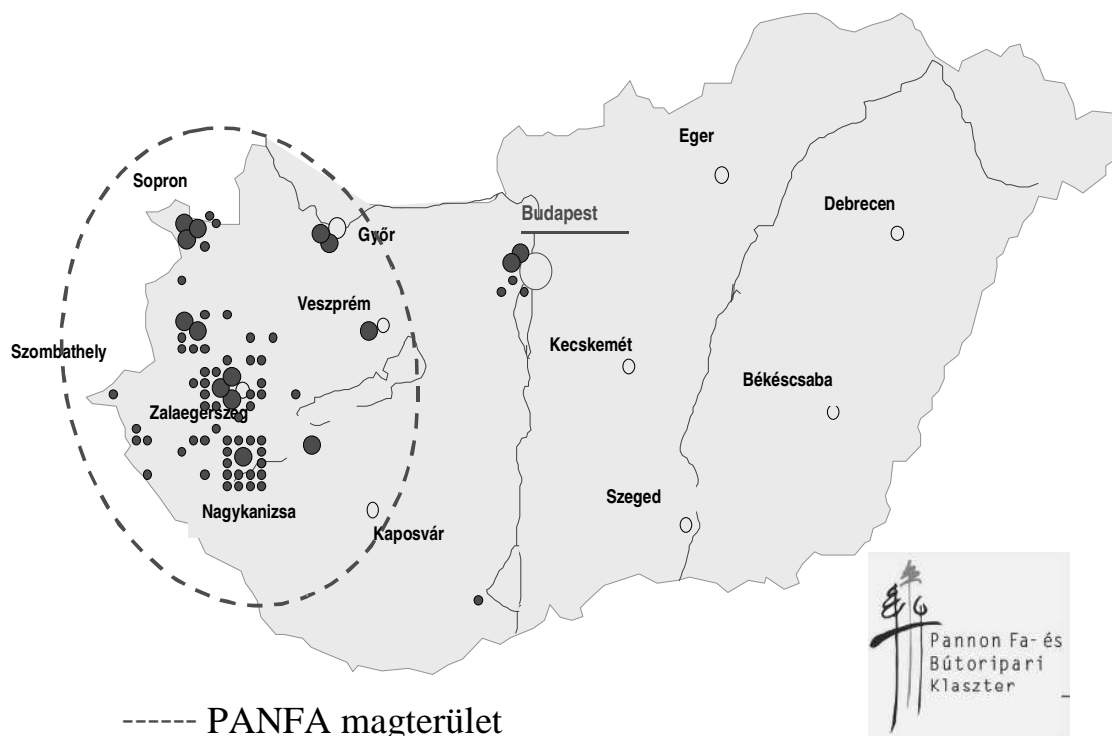 Eger
Sopron
Debrecen
Budapest
Győr
Veszprém
Kecskemét
Szombathely
Békéscsaba
Zalaegerszeg
Szeged
Nagykanizsa
Kaposvár
Pannon Fa- és
Bútoripari
Klaszter
PANFA magterület